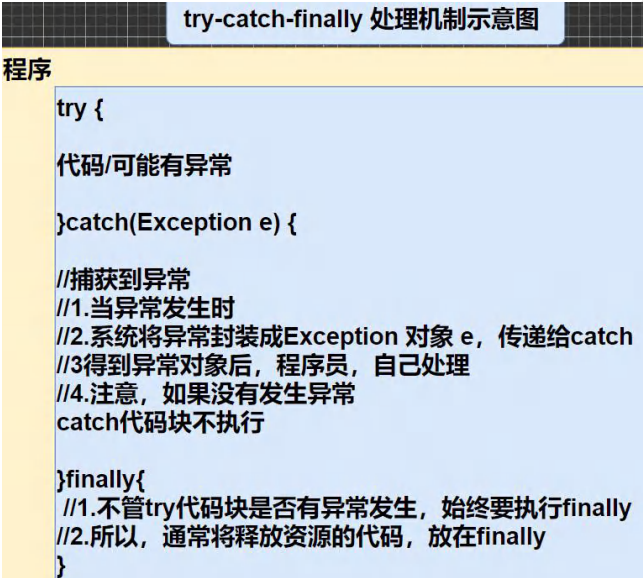 try-catch-finally 处理机制示意图
程序
try {
代码/可能有异常
}catch(Exception e) {
//捕获到异常
//1.当异常发生时
//2.系统将异常封装成Exception 对象 e，传递给catch
//3得到异常对象后，程序员，自己处理
//4.注意，如果没有发生异常
catch代码块不执行
}finally{
//1.不管try代码块是否有异常发生，始终要执行finally
//2.所以，通常将释放资源的代码，放在finally
}